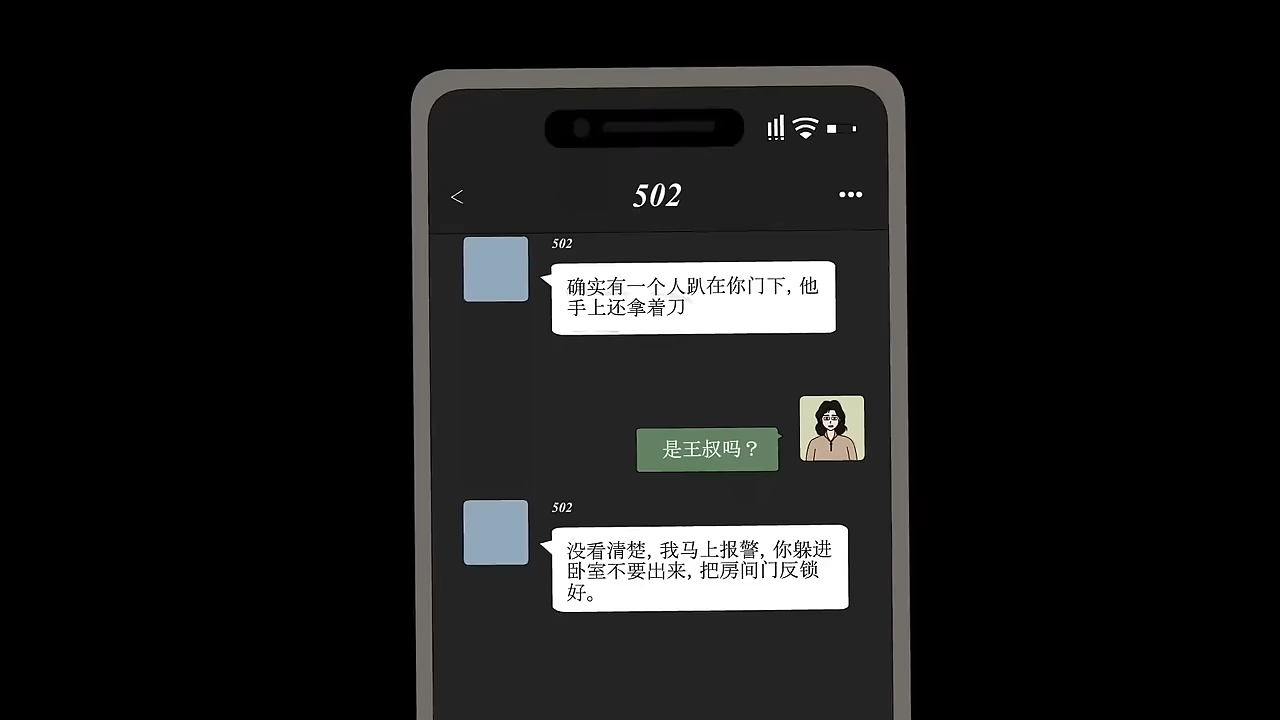 502
502
确实有一个人趴在你门下, 他
手上还拿着刀
是王叔吗？
502
没看清楚, 我马上报警, 你躲进
卧室不要出来, 把房间门反锁
好。